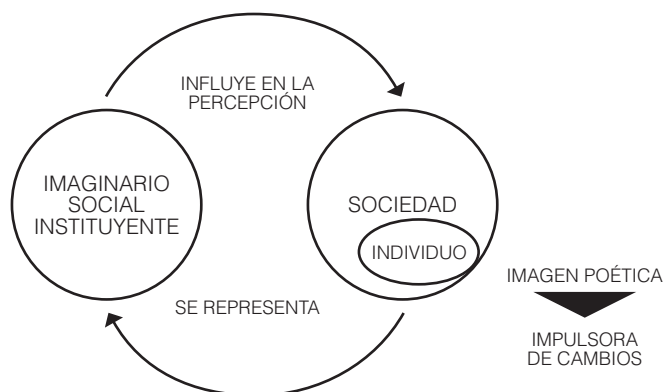 INFLUYE EN LA
PERCEPCIÓN
IMAGINARIO
SOCIAL
INSTITUYENTE
SOCIEDAD
INDIVIDUO
SE REPRESENTA
IMAGEN POÉTICA
IMPULSORA
DE CAMBIOS